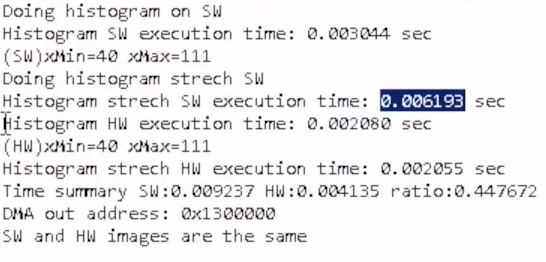 Doing histogram on SW
Histogram SW execution time: 0.003044 sec
(SW)xMin=40 xMax=111
Doing histogram strech SW
Histogram strech SW execution time: 0.006193 sec
Histogram HW execution time: 0.002080 sec
(HW)xMin=40 xMax=111
Histogram strech HW execution time: 0.002055 sec
Time summary SW:0.009237 HW:0.004135 ratio:0.447672
DMA out address: 0x1300000
SW and HW images are the same